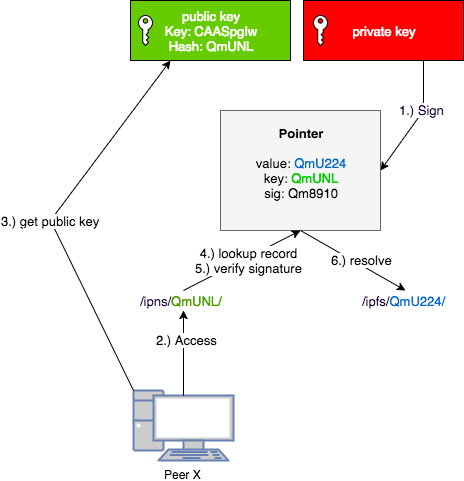 public key
Key: CAASpglw
Hash: QmUNL
private key
1.) Sign
Pointer
value: QmU224
key: QmUNL
sig: Qm8910
3.) get public key
4.) lookup record
5.) verify signature
6.) resolve
/ipns/QmUNL/
/ipfs/QmU224/
2.) Access
Peer X